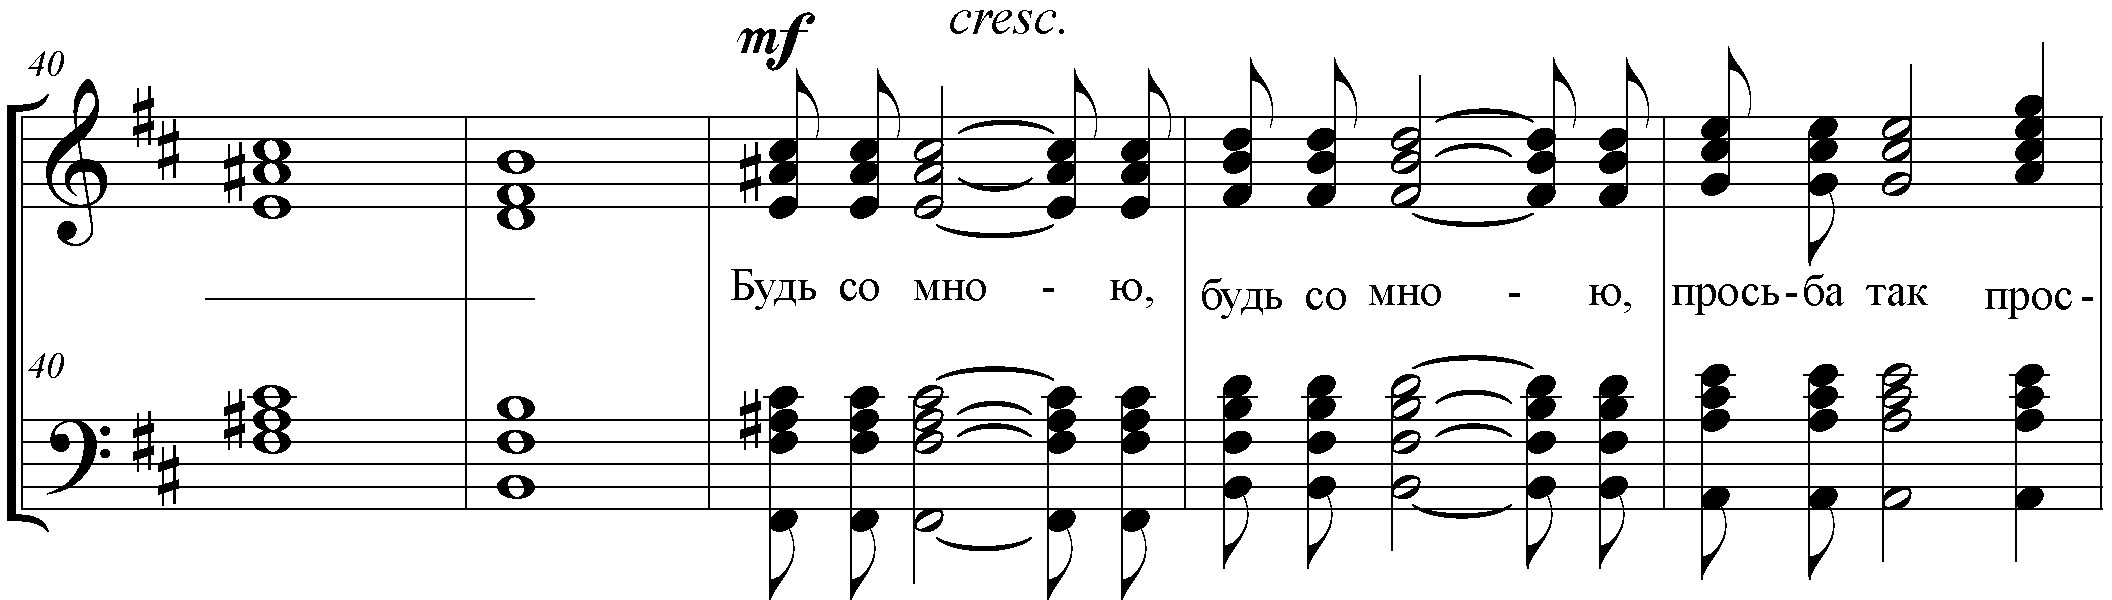 mf cresc.
40
Будь со мно - ю, будь со мно - ю, прось-ба так прос-
40